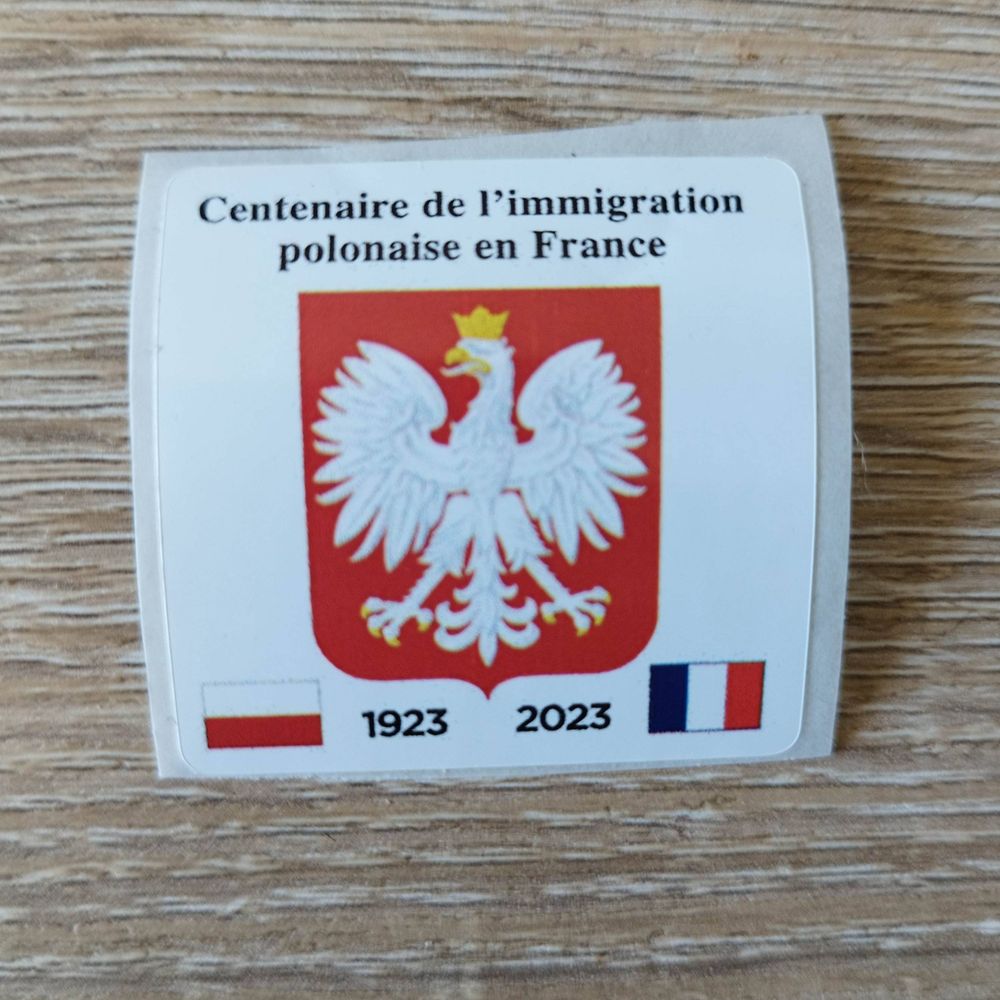 Centenaire de l’immigration
polonaise en France
1923 2023